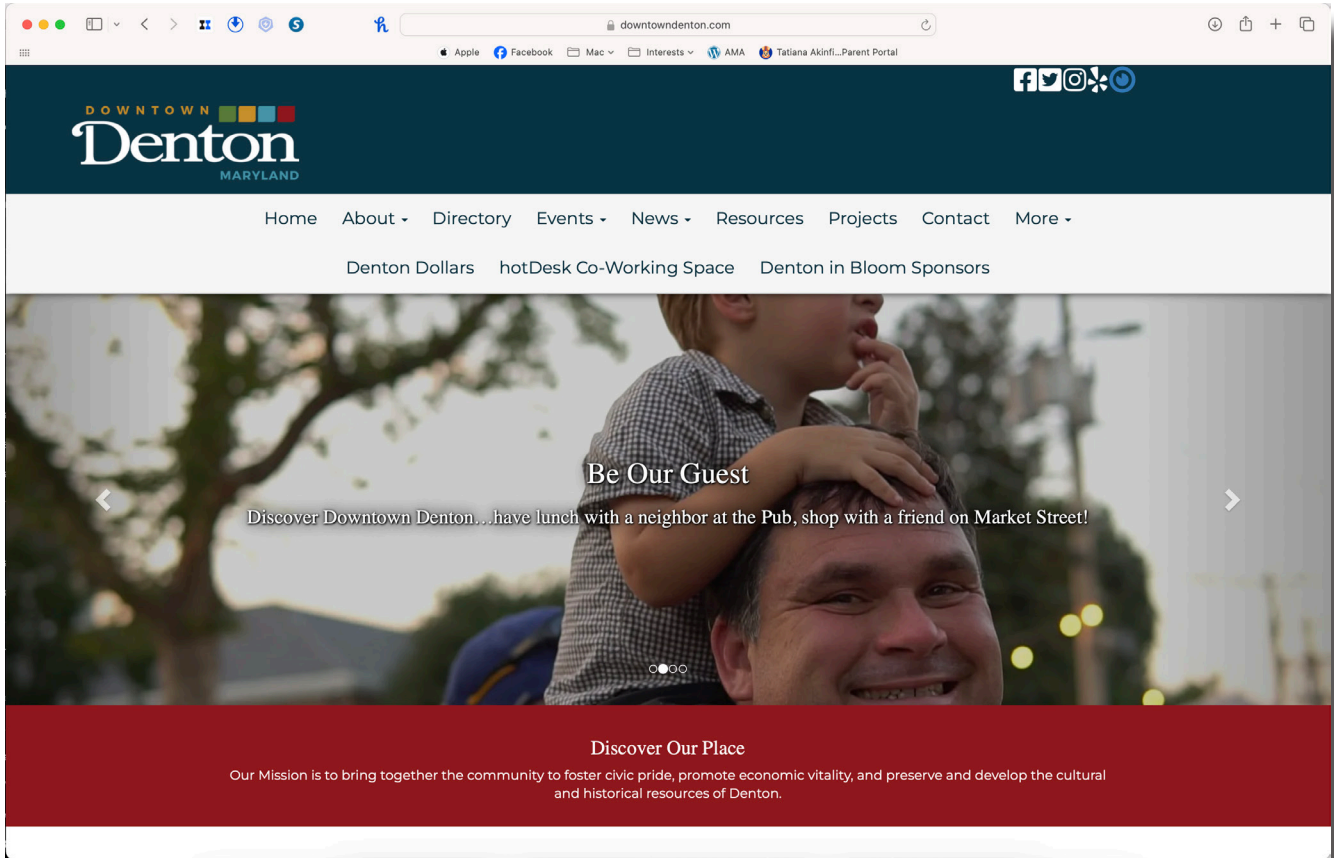 downtowndenton.com
Apple Facebook Mac Interests AMA Tatiana Akinfi...Parent Portal
DOWNTOWN
Denton
MARYLAND
Home About Directory Events News Resources Projects Contact More
Denton Dollars hotDesk Co-Working Space Denton in Bloom Sponsors
Be Our Guest
Discover Downtown Denton...have lunch with a neighbor at the Pub, shop with a friend on Market Street!
Discover Our Place
Our Mission is to bring together the community to foster civic pride, promote economic vitality, and preserve and develop the cultural
and historical resources of Denton.